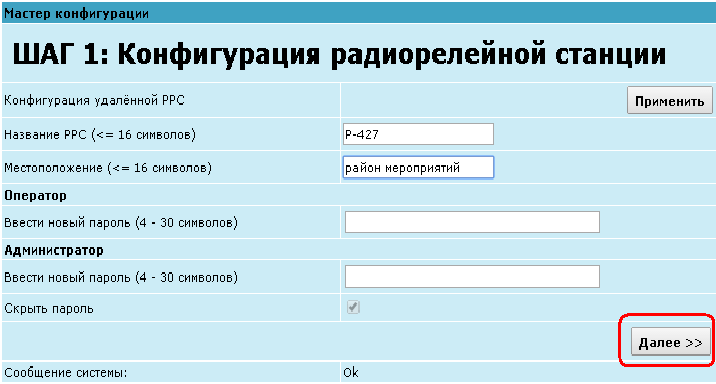 Мастер конфигурации
ШАГ 1: Конфигурация радиорелейной станции
Конфигурация удалённой РРС Применить
Название РРС (<= 16 символов) Р-427
Местоположение (<= 16 символов) район мероприятий
Оператор
Ввести новый пароль (4 - 30 символов)
Администратор
Ввести новый пароль (4 - 30 символов)
Скрыть пароль
Далее >>
Сообщение системы: Ok